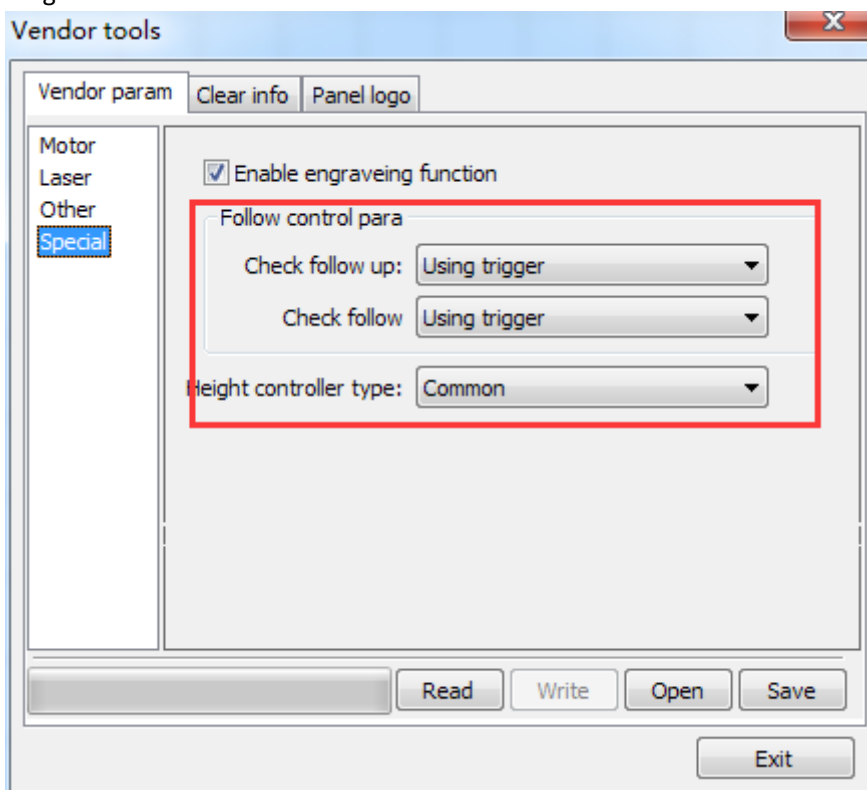 Vendor tools
Vendor param Clear info Panel logo
Motor
Laser
Other
Special
Enable engraveing function
Follow control para
Check follow up: Using trigger
Check follow Using trigger
Height controller type: Common
Read Write Open Save
Exit